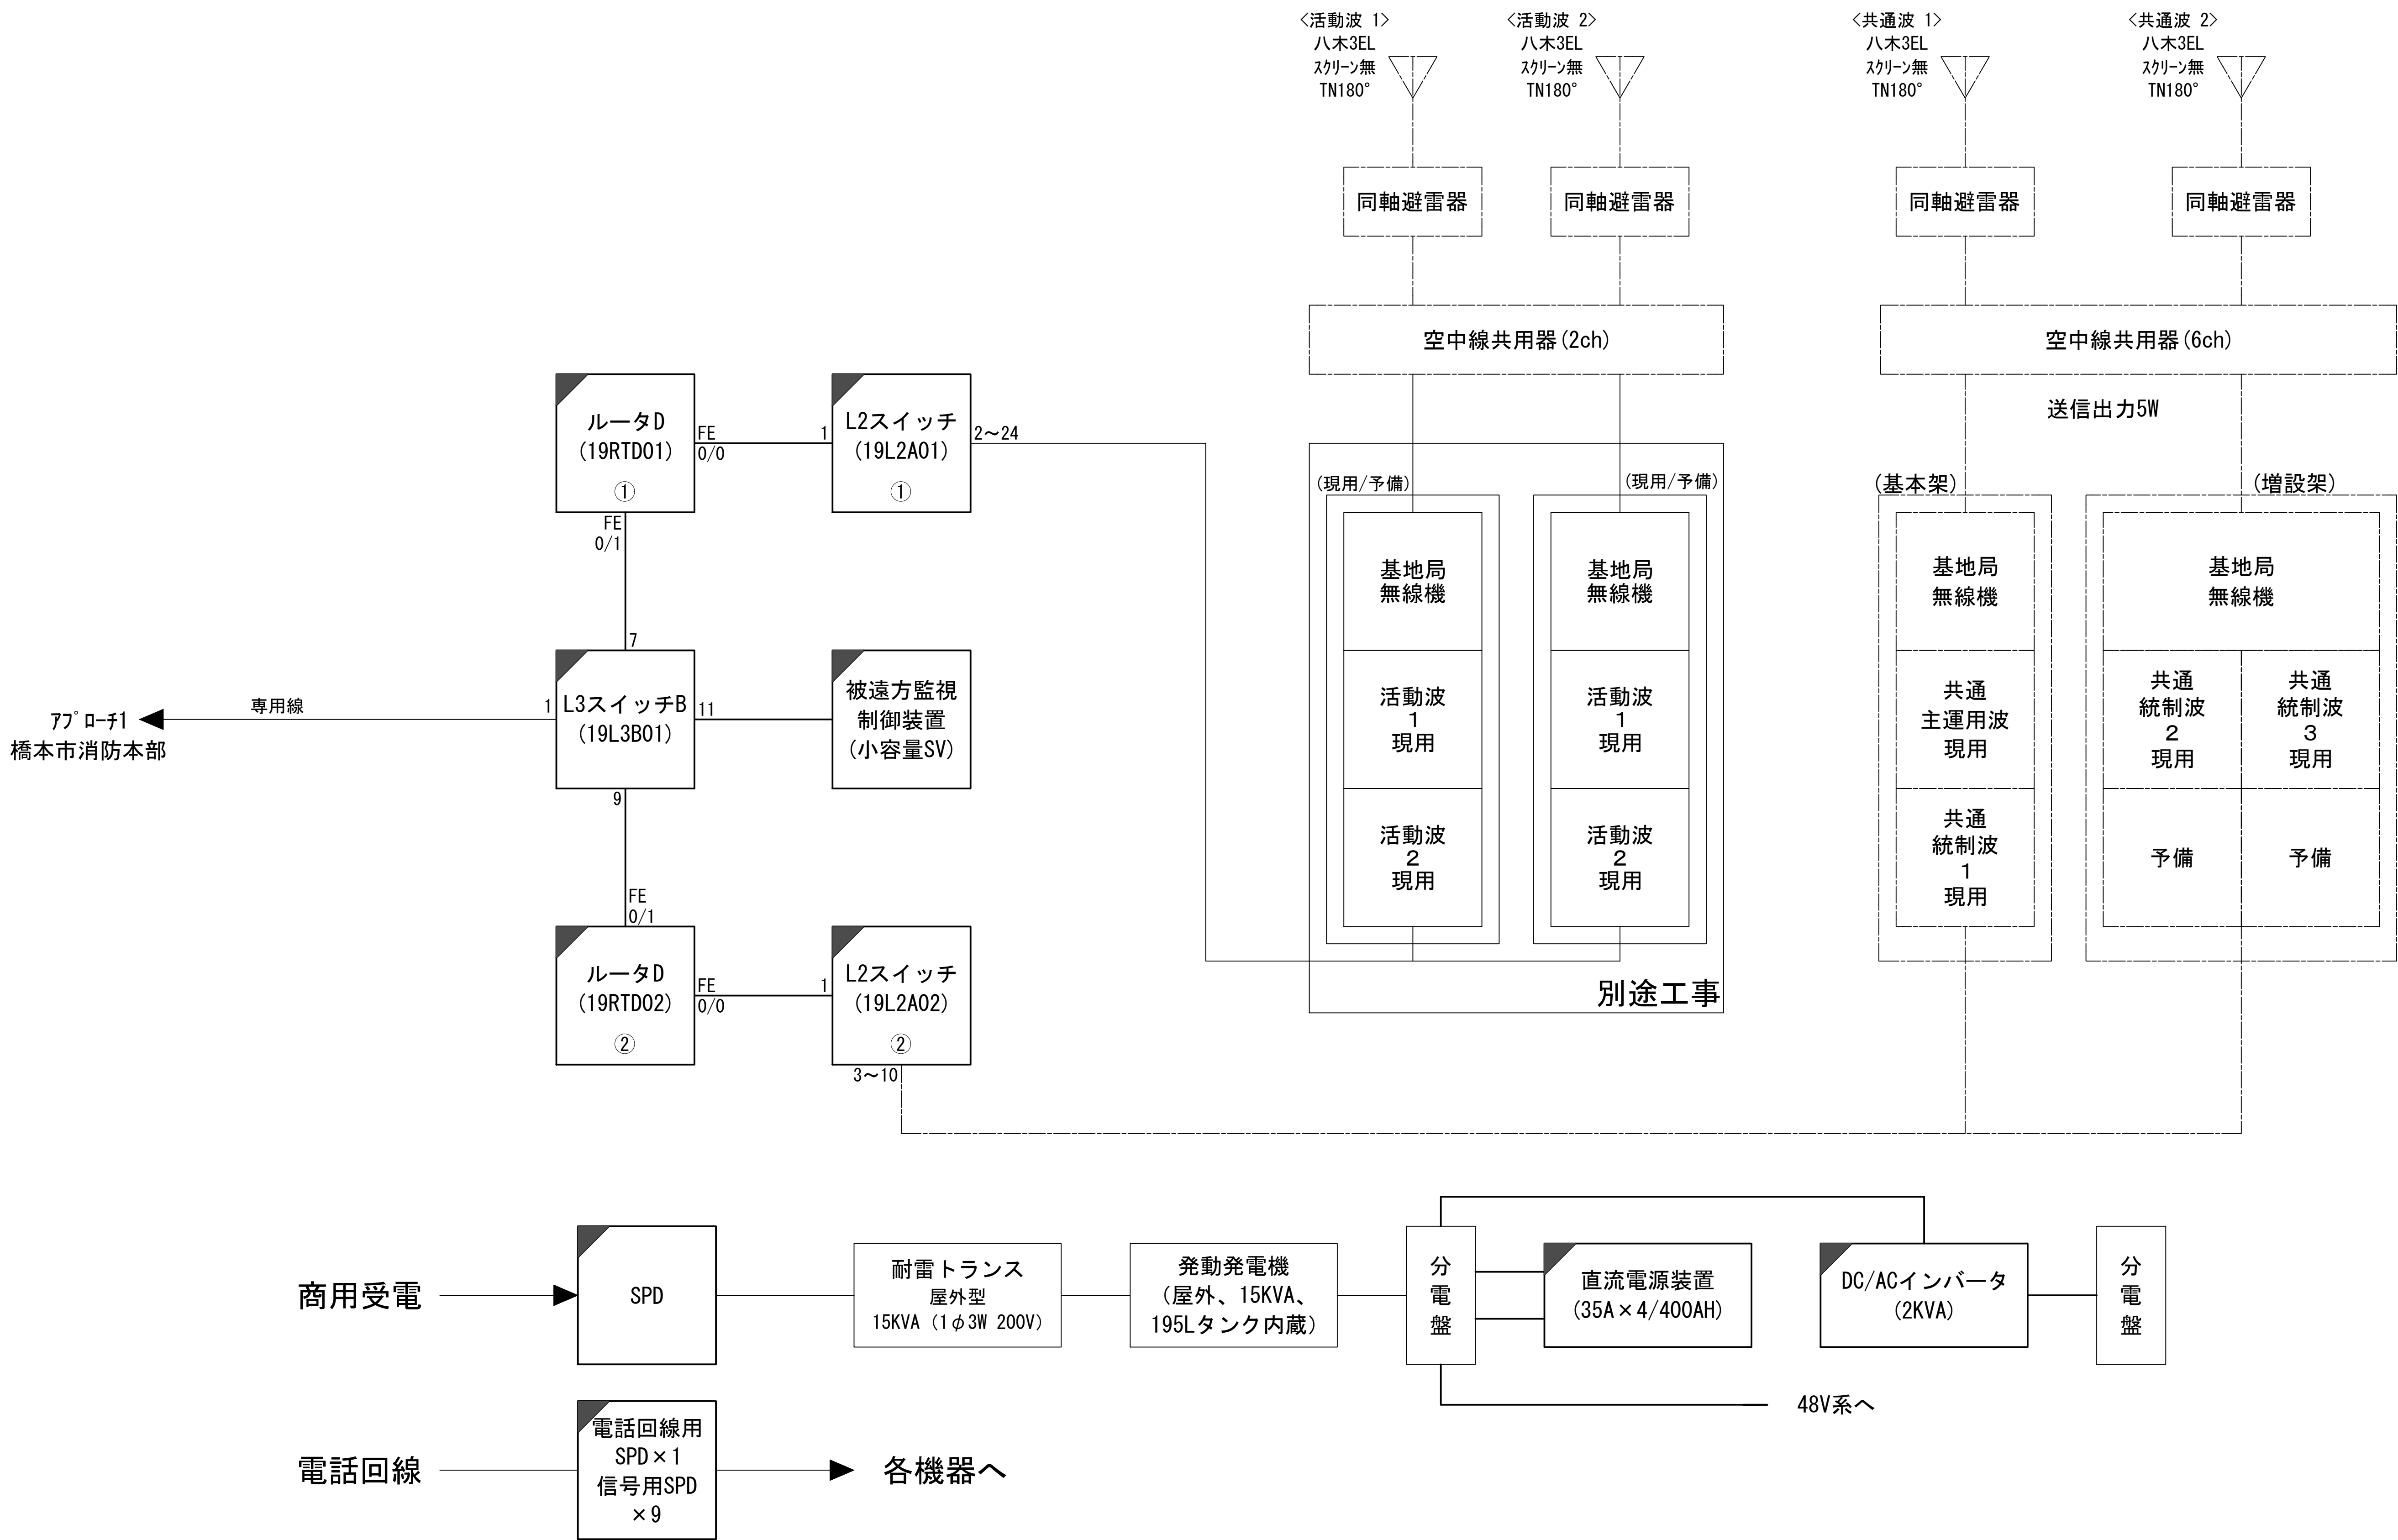 <活動波 1>
八木3EL
ｽｸﾘｰﾝ無
TN180°
<活動波 2>
八木3EL
ｽｸﾘｰﾝ無
TN180°
<共通波 1>
八木3EL
ｽｸﾘｰﾝ無
TN180°
<共通波 2>
八木3EL
ｽｸﾘｰﾝ無
TN180°
同軸避雷器
同軸避雷器
同軸避雷器
同軸避雷器
空中線共用器(2ch)
空中線共用器(6ch)
送信出力5W
ルータD
(19RTD01)
①
FE
0/0
FE
0/1
1
L2スイッチ
(19L2A01)
①
2～24
(現用/予備)
基地局
無線機
活動波
1
現用
活動波
2
現用
(現用/予備)
基地局
無線機
活動波
1
現用
活動波
2
現用
別途工事
(基本架)
基地局
無線機
共通
主運用波
現用
共通
統制波
1
現用
(増設架)
基地局
無線機
共通
統制波
2
現用
共通
統制波
3
現用
予備
予備
ｱﾌﾟﾛｰﾁ1
橋本市消防本部
専用線
7
1
L3スイッチB
(19L3B01)
11
9
被遠方監視
制御装置
(小容量SV)
FE
0/1
ルータD
(19RTD02)
②
FE
0/0
1
L2スイッチ
(19L2A02)
②
3～10
商用受電
SPD
耐雷トランス
屋外型
15KVA (1φ3W 200V)
発動発電機
(屋外、15KVA、
195Lタンク内蔵)
分
電
盤
直流電源装置
(35A×4/400AH)
DC/ACインバータ
(2KVA)
分
電
盤
48V系へ
電話回線
電話回線用
SPD×1
信号用SPD
×9
各機器へ